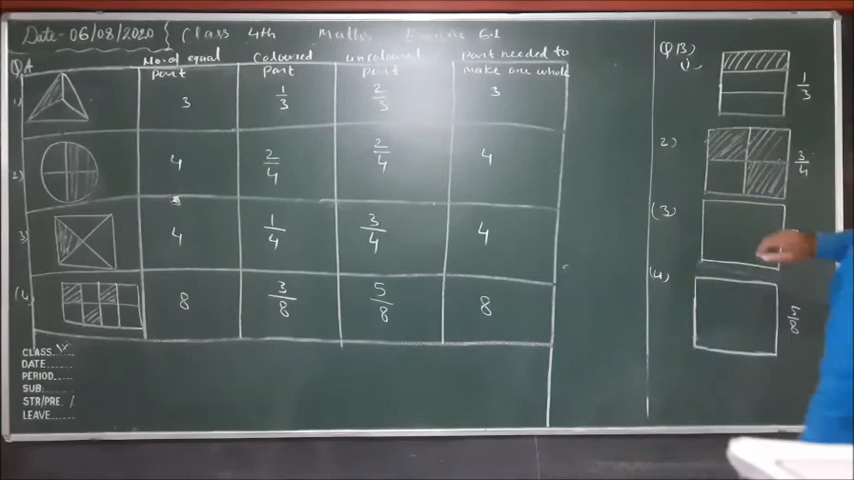 Date- 06/08/2020 } Class 4th Maths Exercise 6.1
QA
No. of equal part
Coloured part
uncoloured part
Part needed to make one whole
1) 3 1/3 2/3 3
2) 4 2/4 2/4 4
3) 4 1/4 3/4 4
(4) 8 3/8 5/8 8
CLASS. IV
DATE
PERIOD
SUB:
STR/PRE. /
LEAVE
QB)
1) 1/3
2) 3/4
(3)
(4)